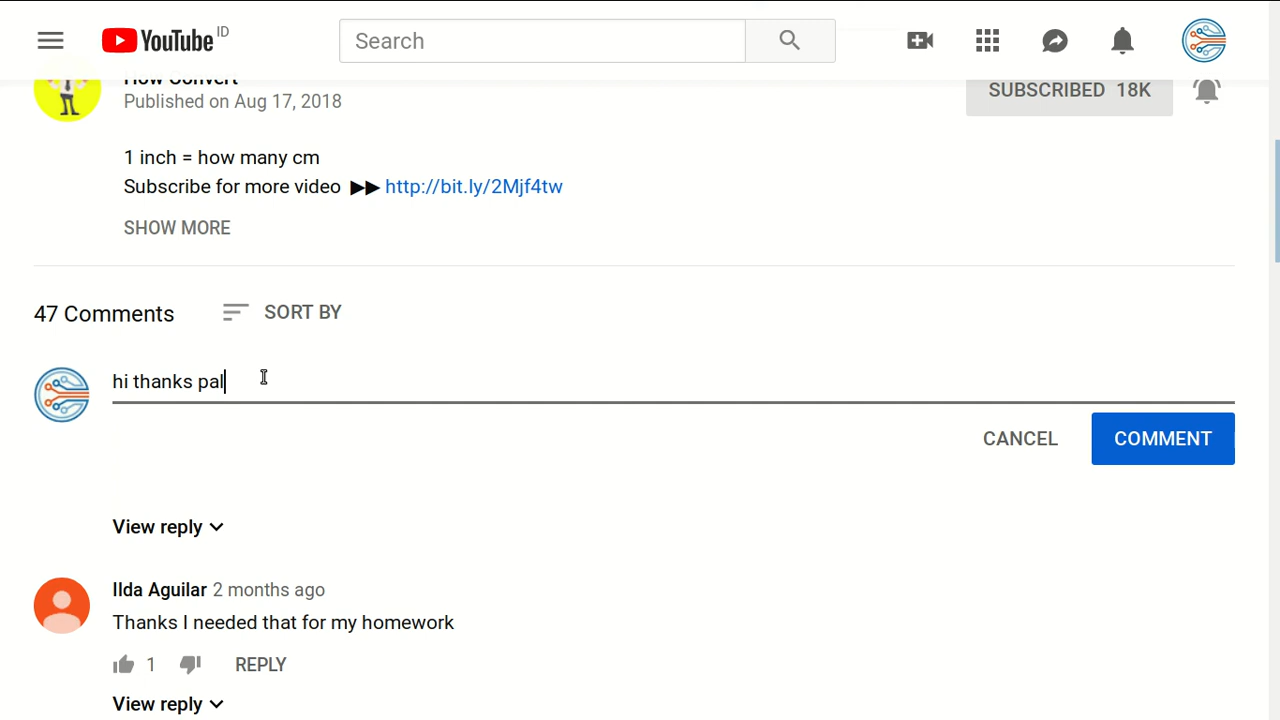 YouTube ID
Search
How Convert
Published on Aug 17, 2018
SUBSCRIBED 18K
1 inch = how many cm
Subscribe for more video ▶▶ http://bit.ly/2Mjf4tw
SHOW MORE
47 Comments
SORT BY
hi thanks pal
CANCEL
COMMENT
View reply
Ilda Aguilar 2 months ago
Thanks I needed that for my homework
1
REPLY
View reply